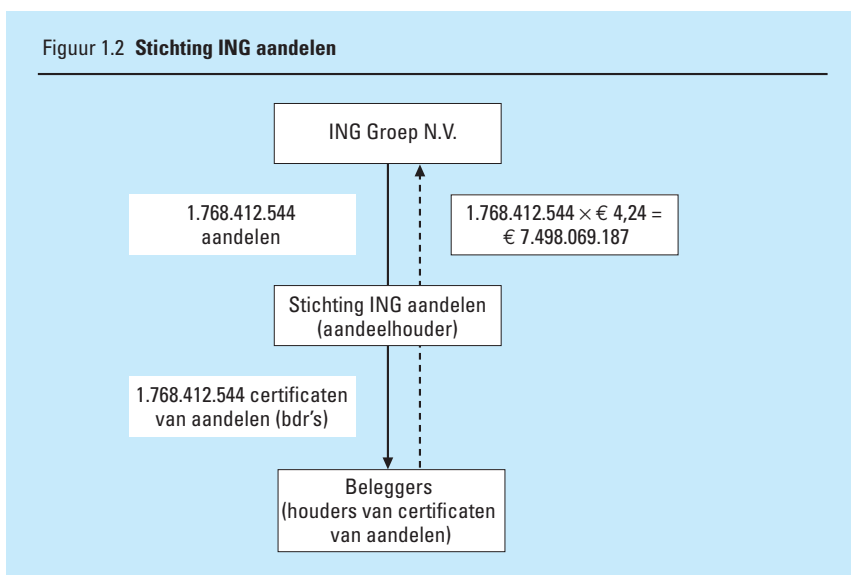 Figuur 1.2 Stichting ING aandelen
ING Groep N.V.
1.768.412.544
aandelen
1.768.412.544 × € 4,24 =
€ 7.498.069.187
Stichting ING aandelen
(aandeelhouder)
1.768.412.544 certificaten
van aandelen (bdr's)
Beleggers
(houders van certificaten
van aandelen)